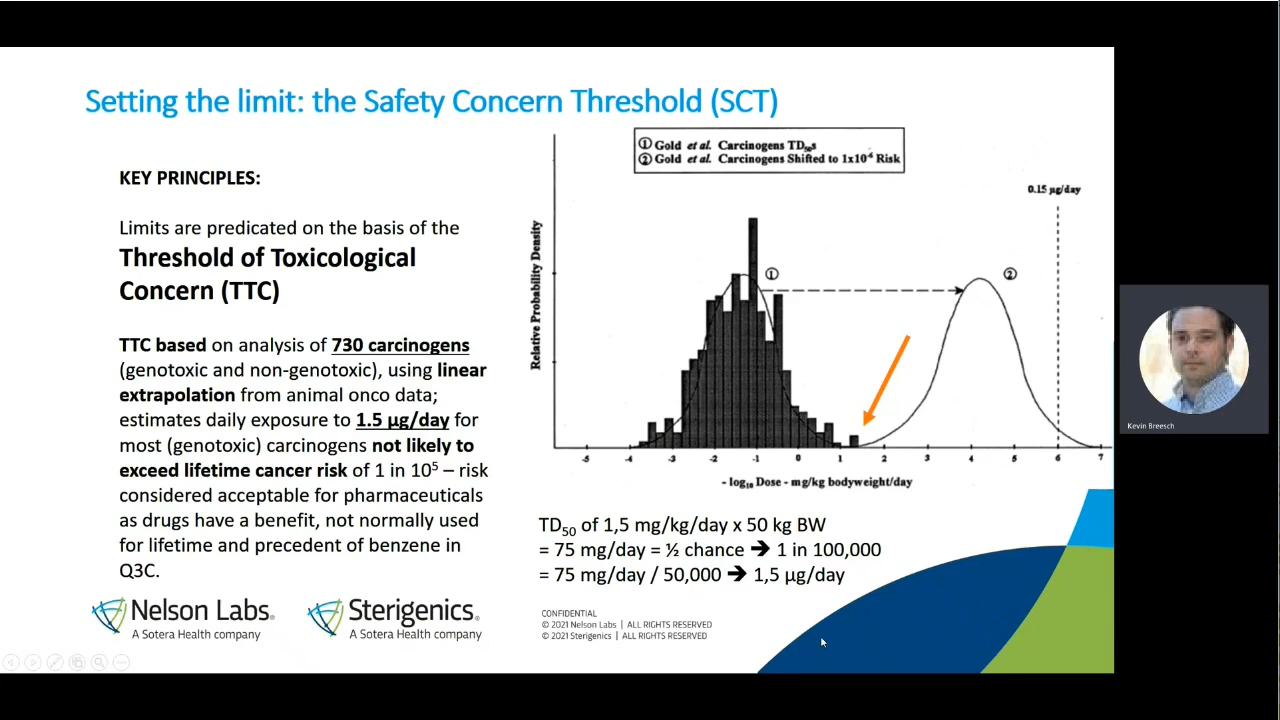 Setting the limit: the Safety Concern Threshold (SCT)
KEY PRINCIPLES:
Limits are predicated on the basis of the
Threshold of Toxicological
Concern (TTC)
TTC based on analysis of 730 carcinogens
(genotoxic and non-genotoxic), using linear
extrapolation from animal onco data;
estimates daily exposure to 1.5 µg/day for
most (genotoxic) carcinogens not likely to
exceed lifetime cancer risk of 1 in 10⁵ – risk
considered acceptable for pharmaceuticals
as drugs have a benefit, not normally used
for lifetime and precedent of benzene in
Q3C.
① Gold et al. Carcinogens TD₅₀s
② Gold et al. Carcinogens Shifted to 1x10⁻⁶ Risk
0.15 µg/day
Relative Probability Density
①
②
-5 -4 -3 -2 -1 0 1 2 3 4 5 6 7
- log₁₀ Dose - mg/kg bodyweight/day
TD₅₀ of 1,5 mg/kg/day x 50 kg BW
= 75 mg/day = ½ chance ➔ 1 in 100,000
= 75 mg/day / 50,000 ➔ 1,5 µg/day
Nelson Labs®
A Sotera Health company
Sterigenics®
A Sotera Health company
CONFIDENTIAL
© 2021 Nelson Labs | ALL RIGHTS RESERVED
© 2021 Sterigenics | ALL RIGHTS RESERVED
Kevin Breesch